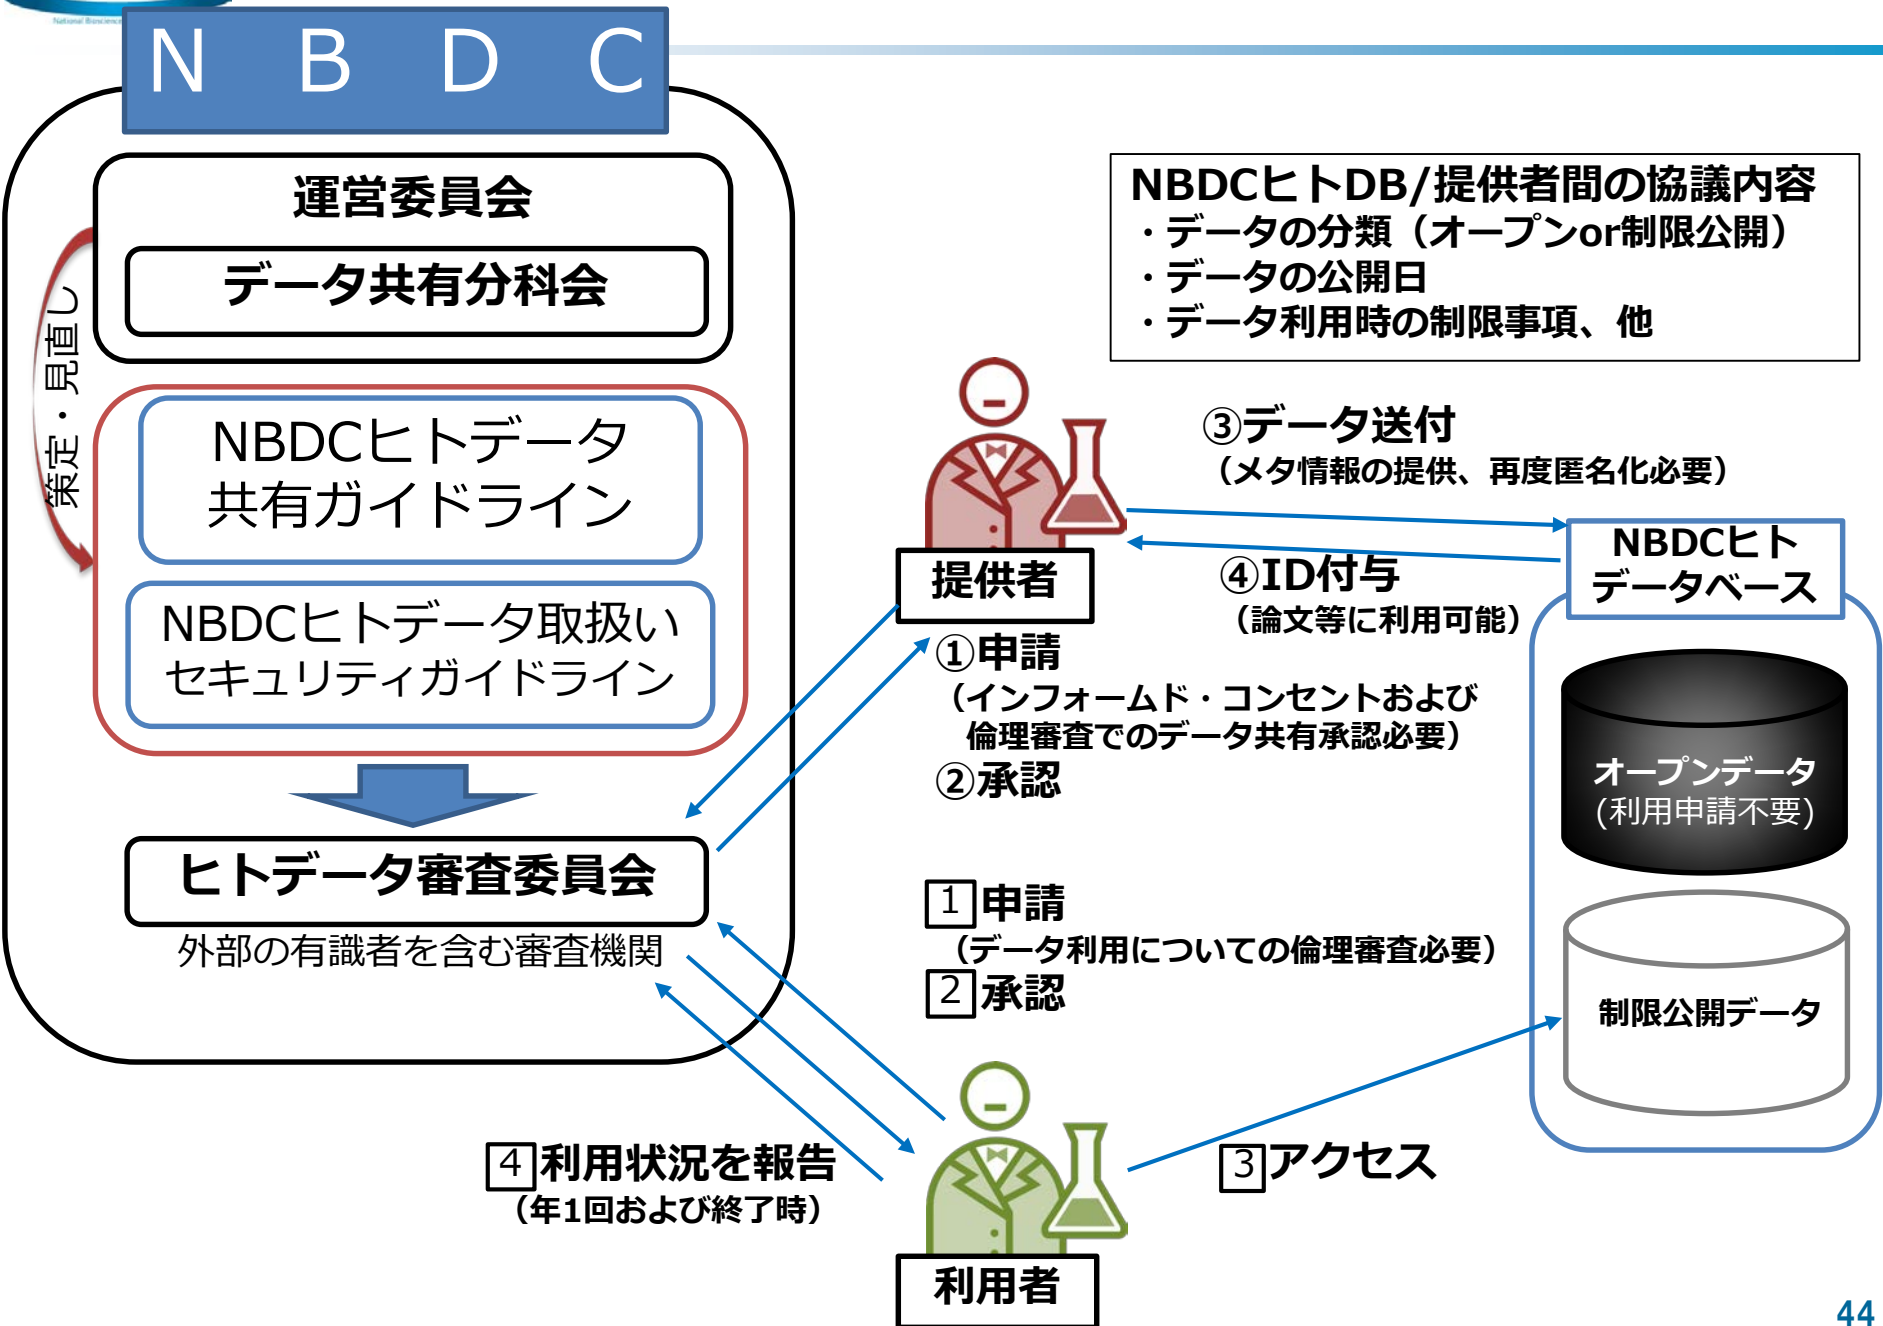 National Bioscience
N B D C
運営委員会
データ共有分科会
策定・見直し
NBDCヒトデータ
共有ガイドライン
NBDCヒトデータ取扱い
セキュリティガイドライン
ヒトデータ審査委員会
外部の有識者を含む審査機関
NBDCヒトDB/提供者間の協議内容
・データの分類（オープンor制限公開）
・データの公開日
・データ利用時の制限事項、他
③データ送付
（メタ情報の提供、再度匿名化必要）
提供者
④ID付与
（論文等に利用可能）
①申請
（インフォームド・コンセントおよび
倫理審査でのデータ共有承認必要）
②承認
NBDCヒト
データベース
オープンデータ
(利用申請不要)
制限公開データ
1 申請
（データ利用についての倫理審査必要）
2 承認
3 アクセス
4 利用状況を報告
（年1回および終了時）
利用者
44